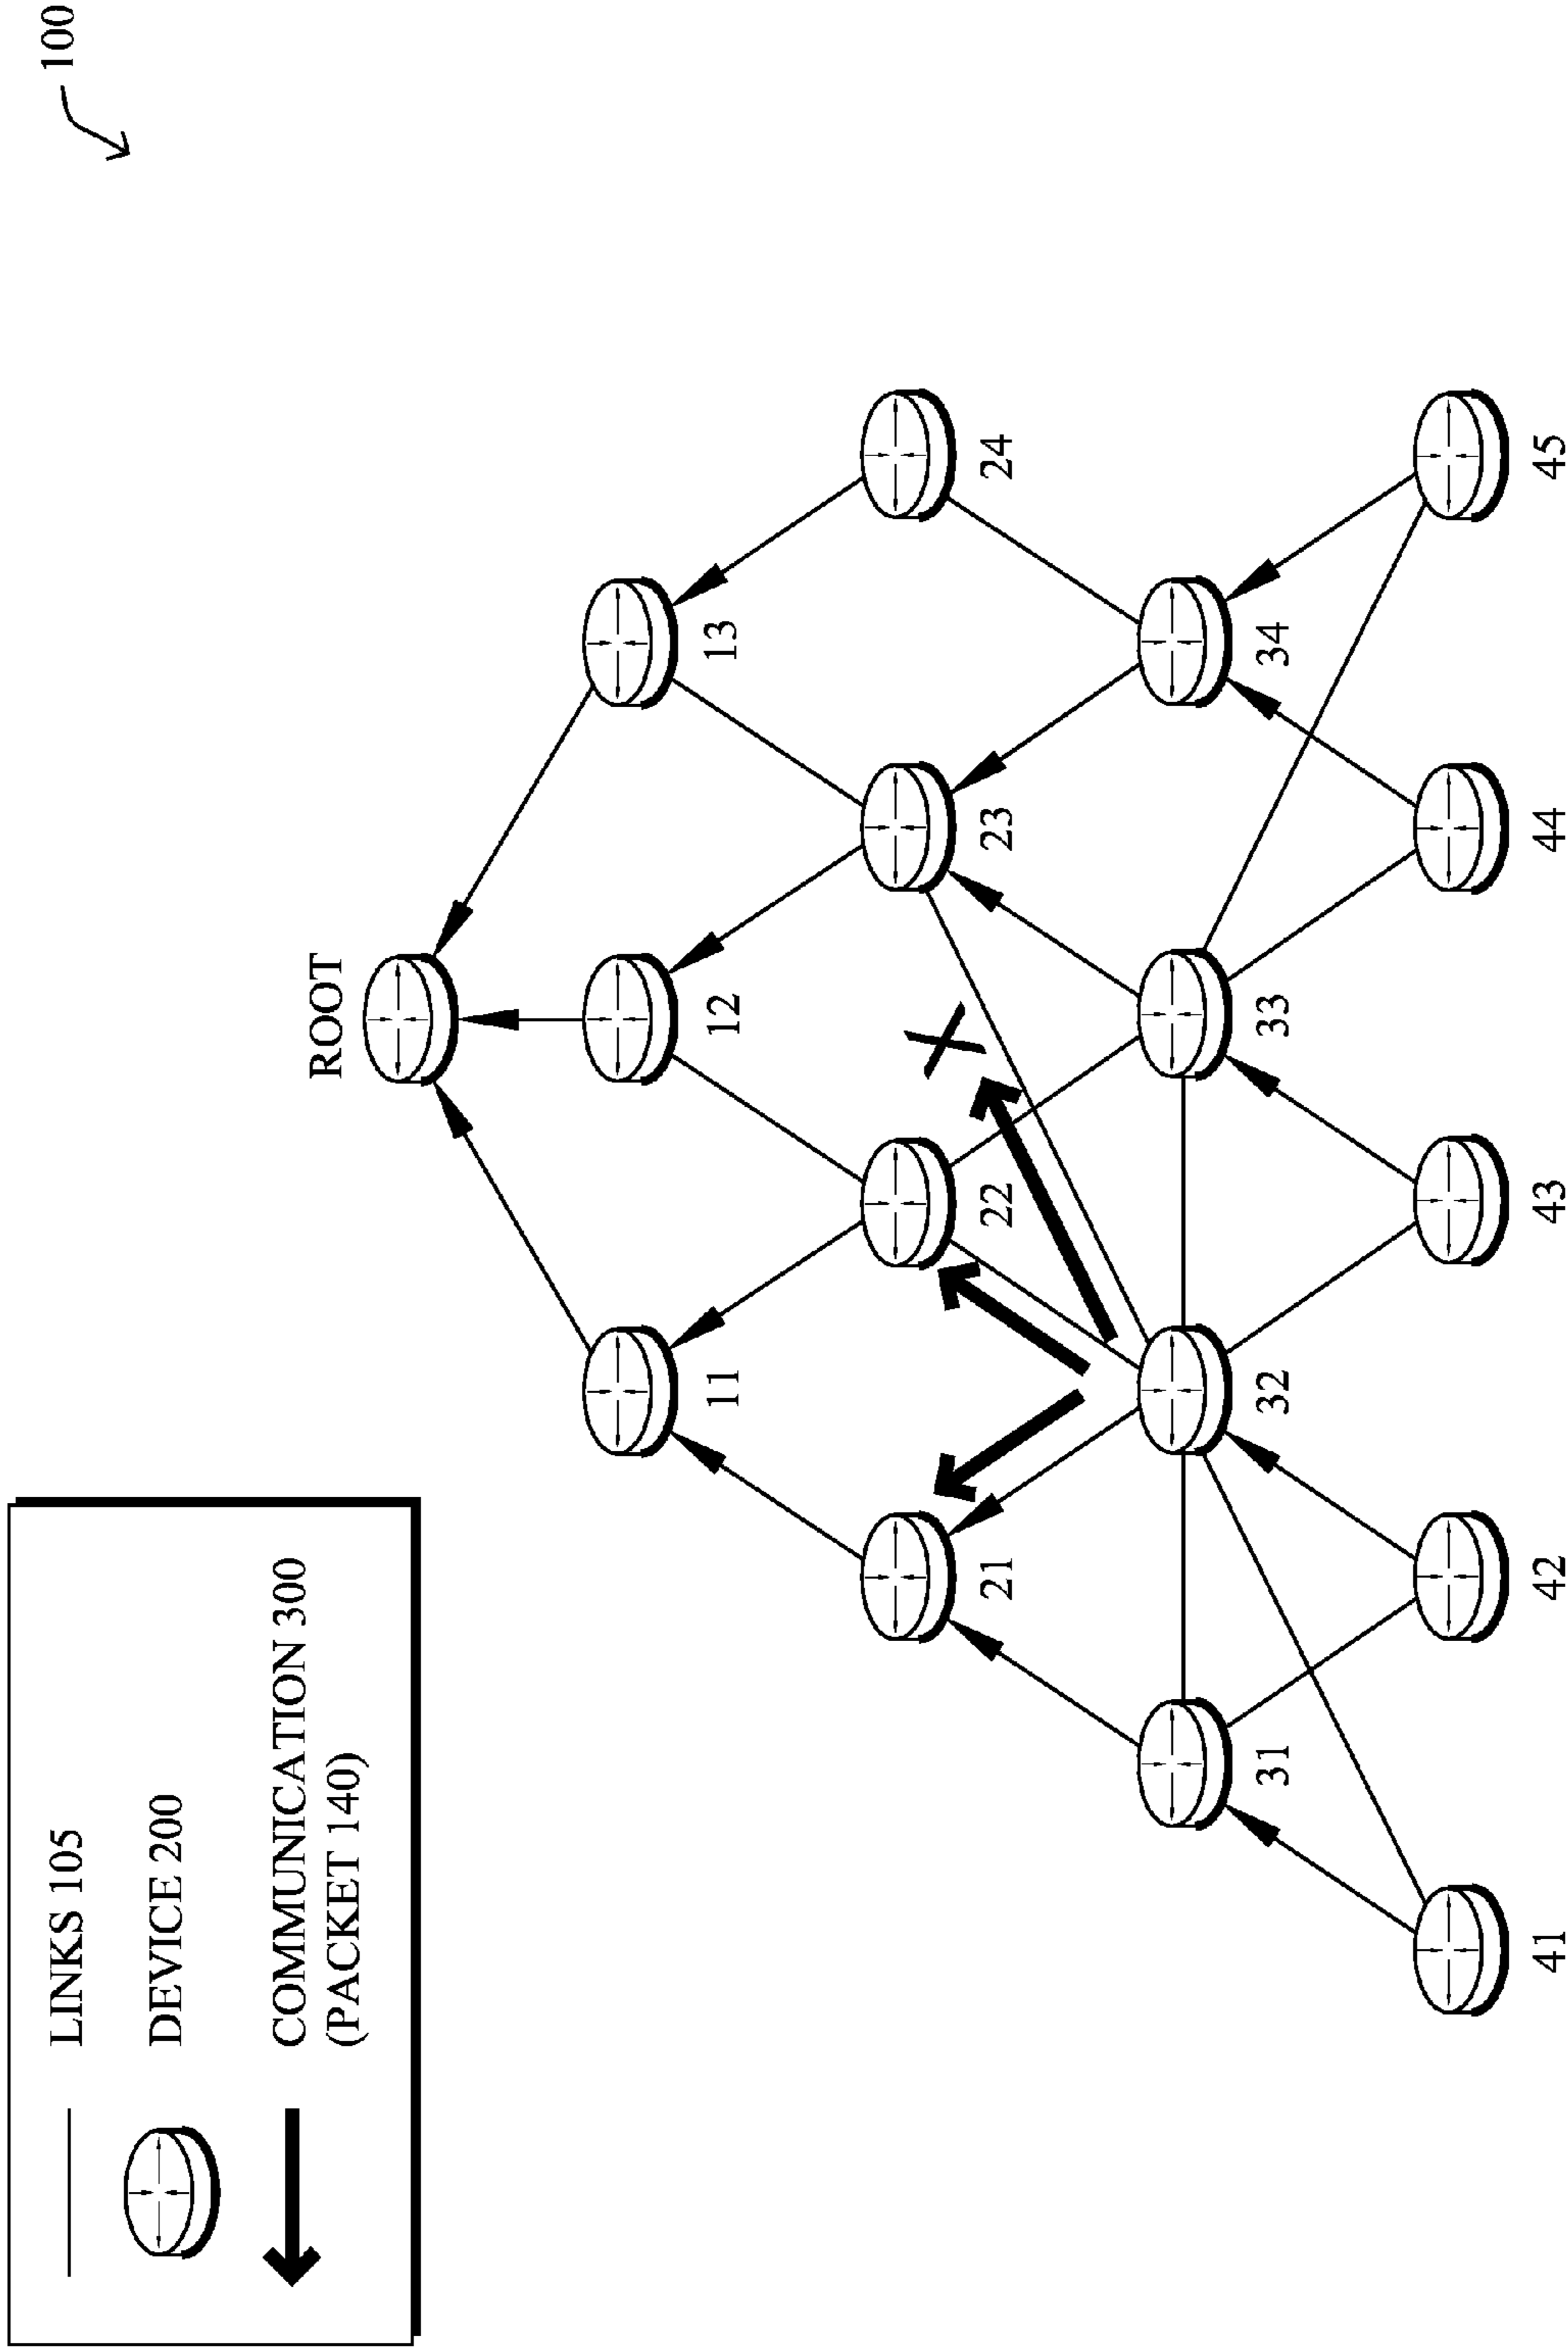 LINKS 105
DEVICE 200
COMMUNICATION 300
(PACKET 140)
100
ROOT
11
12
13
21
22
23
24
X
31
32
33
34
41
42
43
44
45